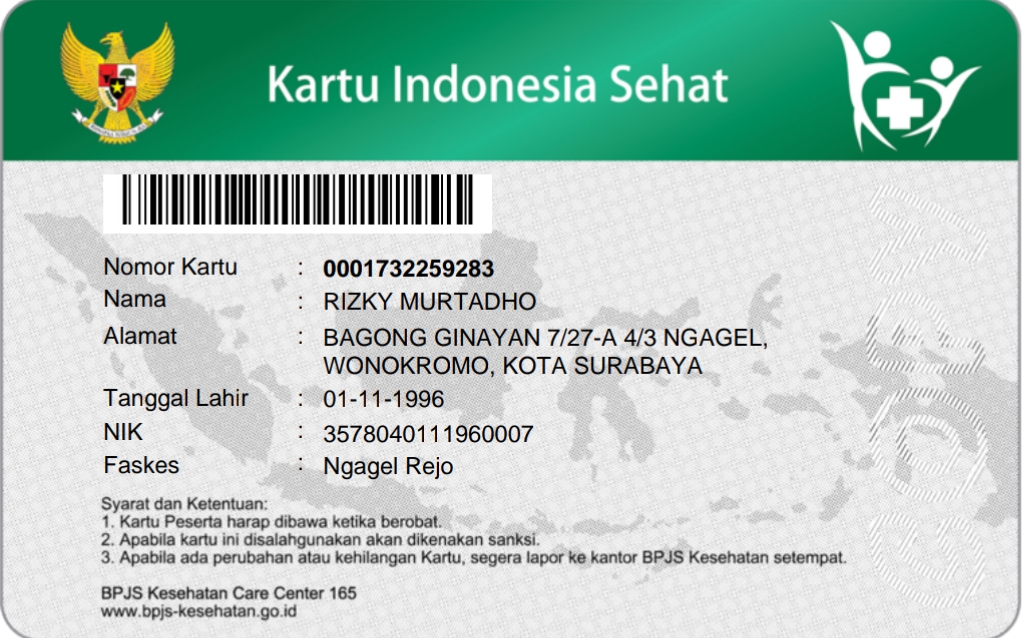 Kartu Indonesia Sehat
Nomor Kartu : 0001732259283
Nama : RIZKY MURTADHO
Alamat : BAGONG GINAYAN 7/27-A 4/3 NGAGEL,
WONOKROMO, KOTA SURABAYA
Tanggal Lahir : 01-11-1996
NIK : 3578040111960007
Faskes : Ngagel Rejo
Syarat dan Ketentuan:
1. Kartu Peserta harap dibawa ketika berobat.
2. Apabila kartu ini disalahgunakan akan dikenakan sanksi.
3. Apabila ada perubahan atau kehilangan Kartu, segera lapor ke kantor BPJS Kesehatan setempat.
BPJS Kesehatan Care Center 165
www.bpjs-kesehatan.go.id